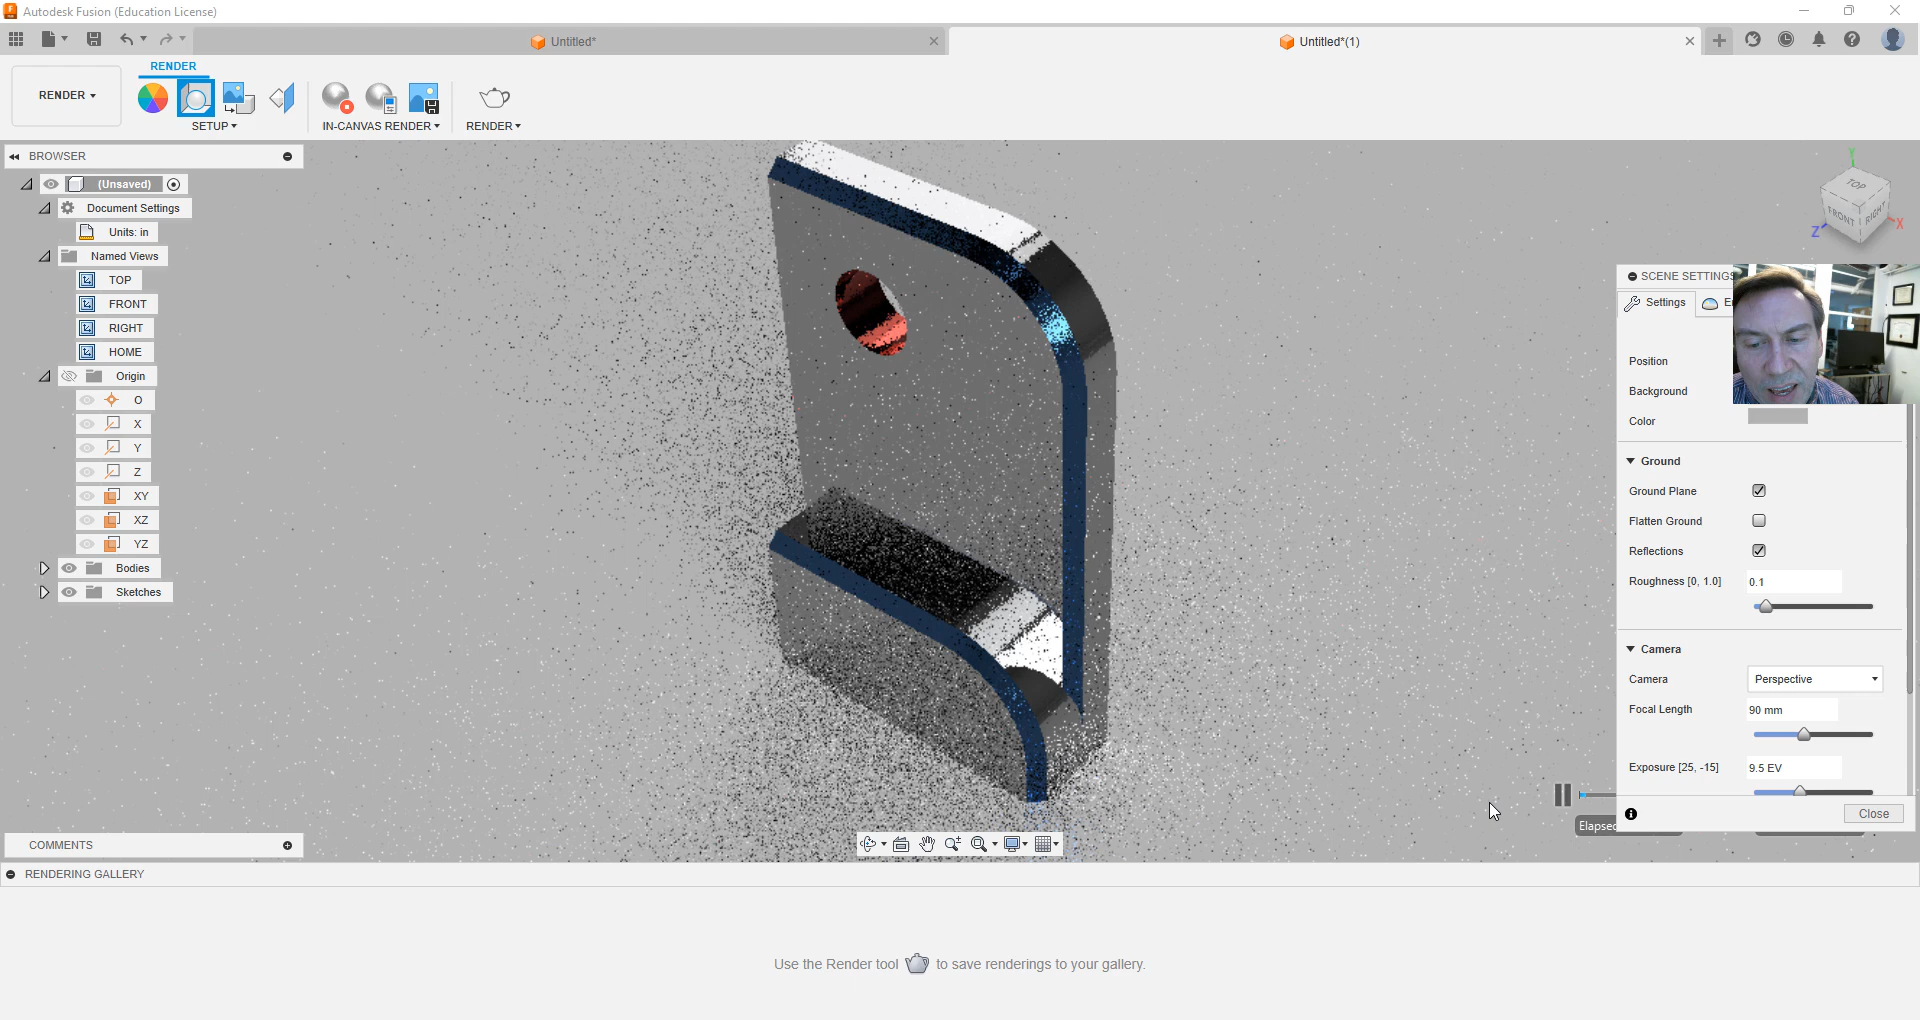 Autodesk Fusion (Education License)
Untitled*
Untitled*(1)
RENDER
RENDER
SETUP
IN-CANVAS RENDER
RENDER
BROWSER
(Unsaved)
Document Settings
Units: in
Named Views
TOP
FRONT
RIGHT
HOME
Origin
O
X
Y
Z
XY
XZ
YZ
Bodies
Sketches
Y
TOP
FRONT
RIGHT
Z
X
SCENE SETTINGS
Settings
Position
Background
Color
Ground
Ground Plane
Flatten Ground
Reflections
Roughness [0, 1.0] 0.1
Camera
Camera Perspective
Focal Length 90 mm
Exposure [25, -15] 9.5 EV
Close
Elapsed
COMMENTS
RENDERING GALLERY
Use the Render tool to save renderings to your gallery.